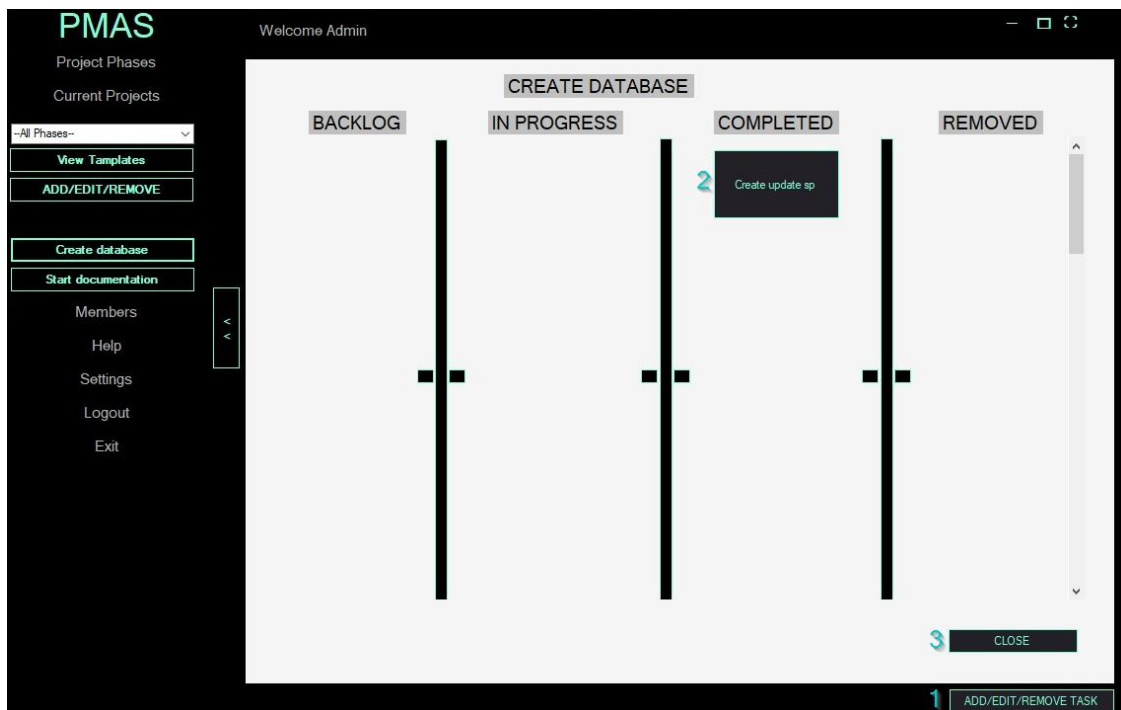 PMAS
Welcome Admin
Project Phases
Current Projects
--All Phases--
View Tamplates
ADD/EDIT/REMOVE
Create database
Start documentation
Members
Help
Settings
Logout
Exit
<
<
CREATE DATABASE
BACKLOG IN PROGRESS COMPLETED REMOVED
2 Create update sp
3 CLOSE
1 ADD/EDIT/REMOVE TASK